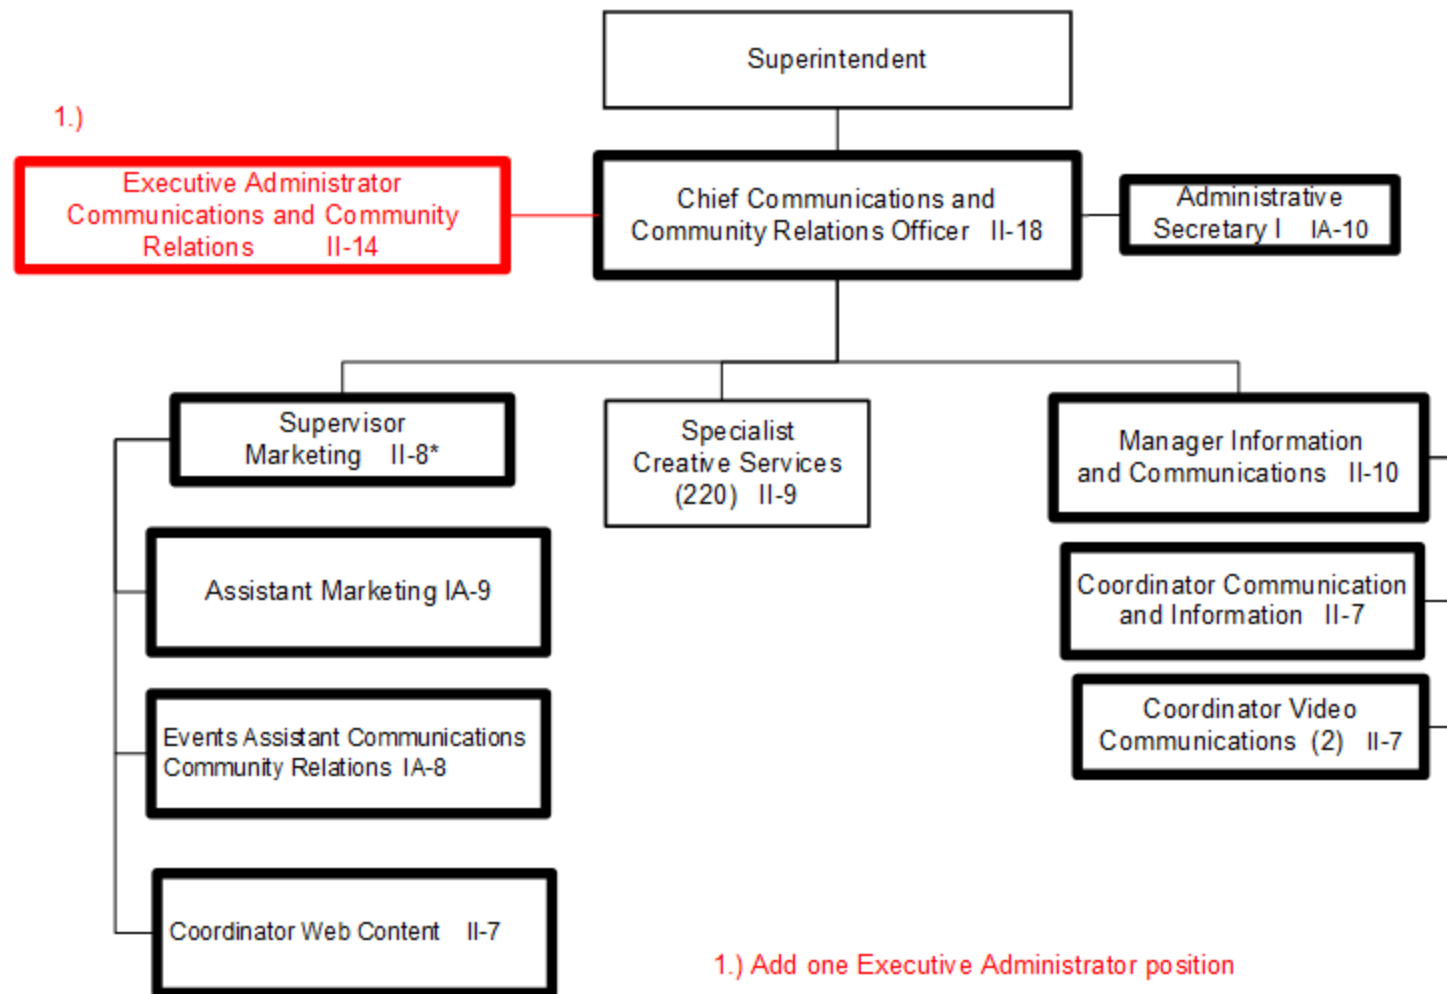 Superintendent
1.)
Executive Administrator
Communications and Community
Relations II-14
Chief Communications and
Community Relations Officer II-18
Administrative
Secretary I IA-10
Supervisor
Marketing II-8*
Specialist
Creative Services
(220) II-9
Manager Information
and Communications II-10
Assistant Marketing IA-9
Coordinator Communication
and Information II-7
Events Assistant Communications
Community Relations IA-8
Coordinator Video
Communications (2) II-7
Coordinator Web Content II-7
1.) Add one Executive Administrator position